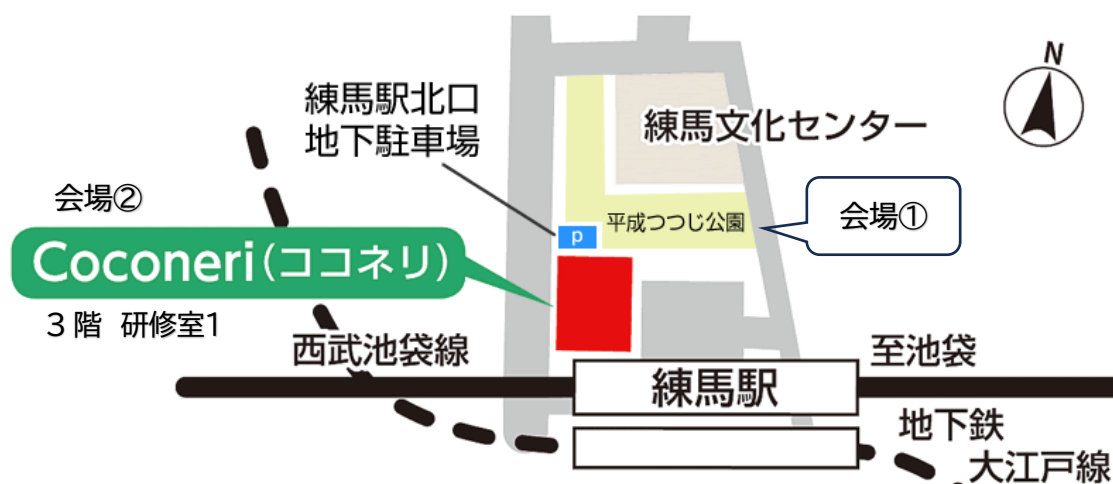 N
練馬駅北口
地下駐車場
練馬文化センター
会場②
平成つつじ公園
会場①
P
Coconeri(ココネリ)
3階 研修室1
西武池袋線
至池袋
練馬駅
地下鉄
大江戸線